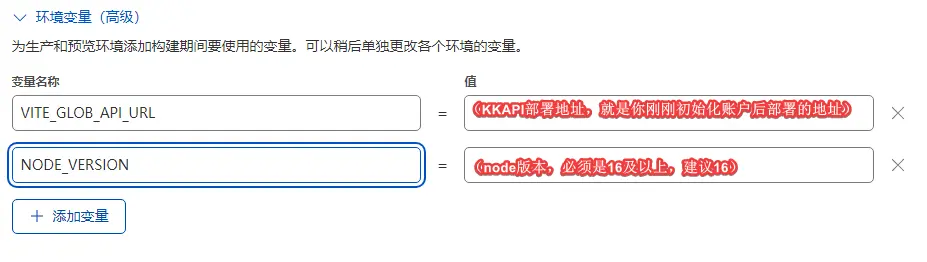 环境变量（高级）
为生产和预览环境添加构建期间要使用的变量。可以稍后单独更改各个环境的变量。
变量名称 值
VITE_GLOB_API_URL = （KKAPI部署地址，就是你刚刚初始化账户后部署的地址）
NODE_VERSION = （node版本，必须是16及以上，建议16）
+ 添加变量